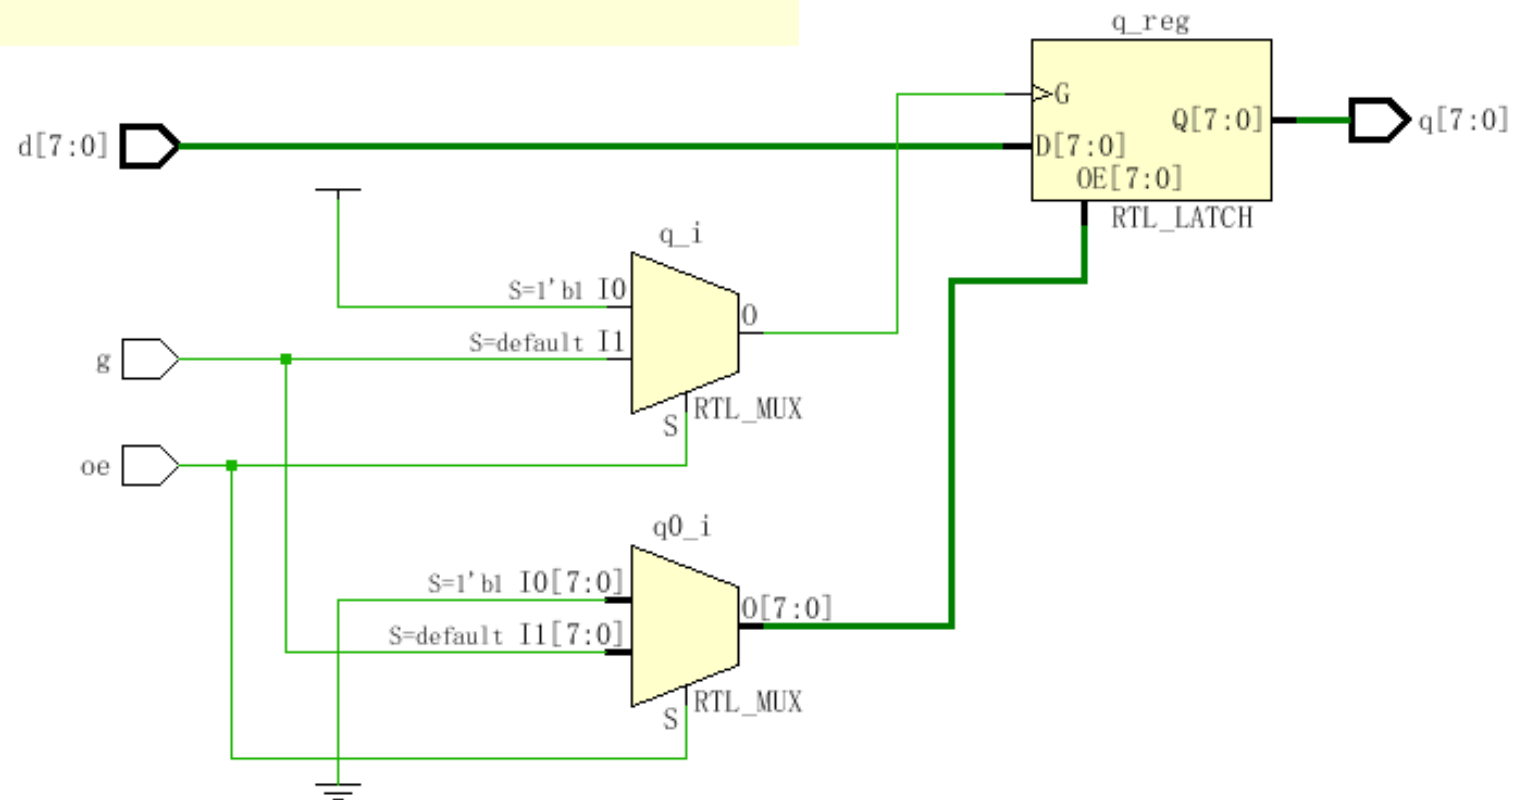 q_reg
G
d[7:0]
D[7:0]
Q[7:0]
q[7:0]
OE[7:0]
RTL_LATCH
q_i
S=1'b1 I0
O
g
S=default I1
RTL_MUX
S
oe
q0_i
S=1'b1 I0[7:0]
O[7:0]
S=default I1[7:0]
RTL_MUX
S